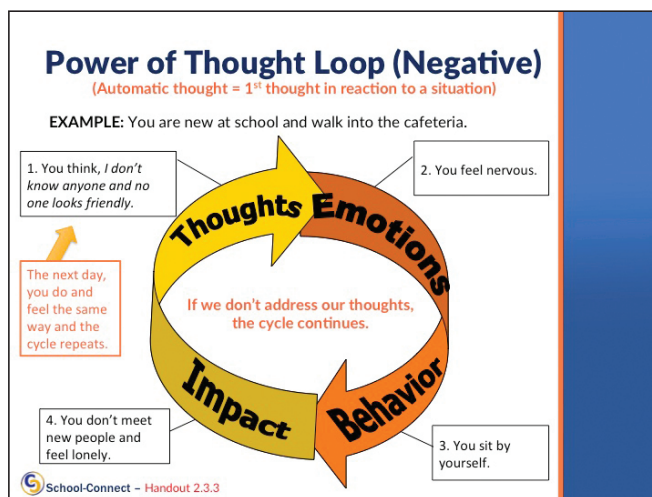 Power of Thought Loop (Negative)
(Automatic thought = 1st thought in reaction to a situation)
EXAMPLE: You are new at school and walk into the cafeteria.
1. You think, I don't
know anyone and no
one looks friendly.
2. You feel nervous.
Thoughts
Emotions
The next day,
you do and
feel the same
way and the
cycle repeats.
If we don't address our thoughts,
the cycle continues.
Impact
Behavior
4. You don't meet
new people and
feel lonely.
3. You sit by
yourself.
School-Connect – Handout 2.3.3